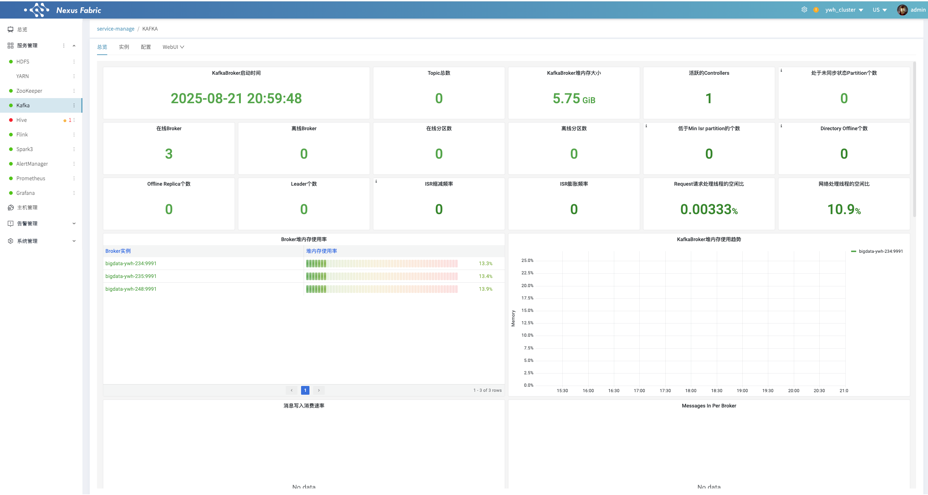 Nexus Fabric
ywh_cluster
US
admin
总览
服务管理
HDFS
YARN
ZooKeeper
Kafka
Hive
1
Flink
Spark3
AlertManager
Prometheus
Grafana
主机管理
告警管理
系统管理
service-manage / KAFKA
总览 实例 配置 WebUI
KafkaBroker启动时间
2025-08-21 20:59:48
Topic总数
0
KafkaBroker堆内存大小
5.75 GiB
活跃的Controllers
1
处于未同步状态Partition个数
0
在线Broker
3
离线Broker
0
在线分区数
0
离线分区数
0
低于Min Isr partition的个数
0
Directory Offline个数
0
Offline Replica个数
0
Leader个数
0
ISR缩减频率
0
ISR膨胀频率
0
Request请求处理线程的空闲比
0.00333%
网络处理线程的空闲比
10.9%
Broker堆内存使用率
Broker实例 堆内存使用率
bigdata-ywh-234:9991 13.3%
bigdata-ywh-235:9991 13.4%
bigdata-ywh-248:9991 13.9%
1
1 - 3 of 3 rows
KafkaBroker堆内存使用趋势
bigdata-ywh-234:9991
Memory
25.0%
22.5%
20.0%
17.5%
15.0%
12.5%
10.0%
7.5%
5.0%
2.5%
0.0%
15:30 16:00 16:30 17:00 17:30 18:00 18:30 19:00 19:30 20:00 20:30 21:0
消息写入消费速率
No data
Messages In Per Broker
No data